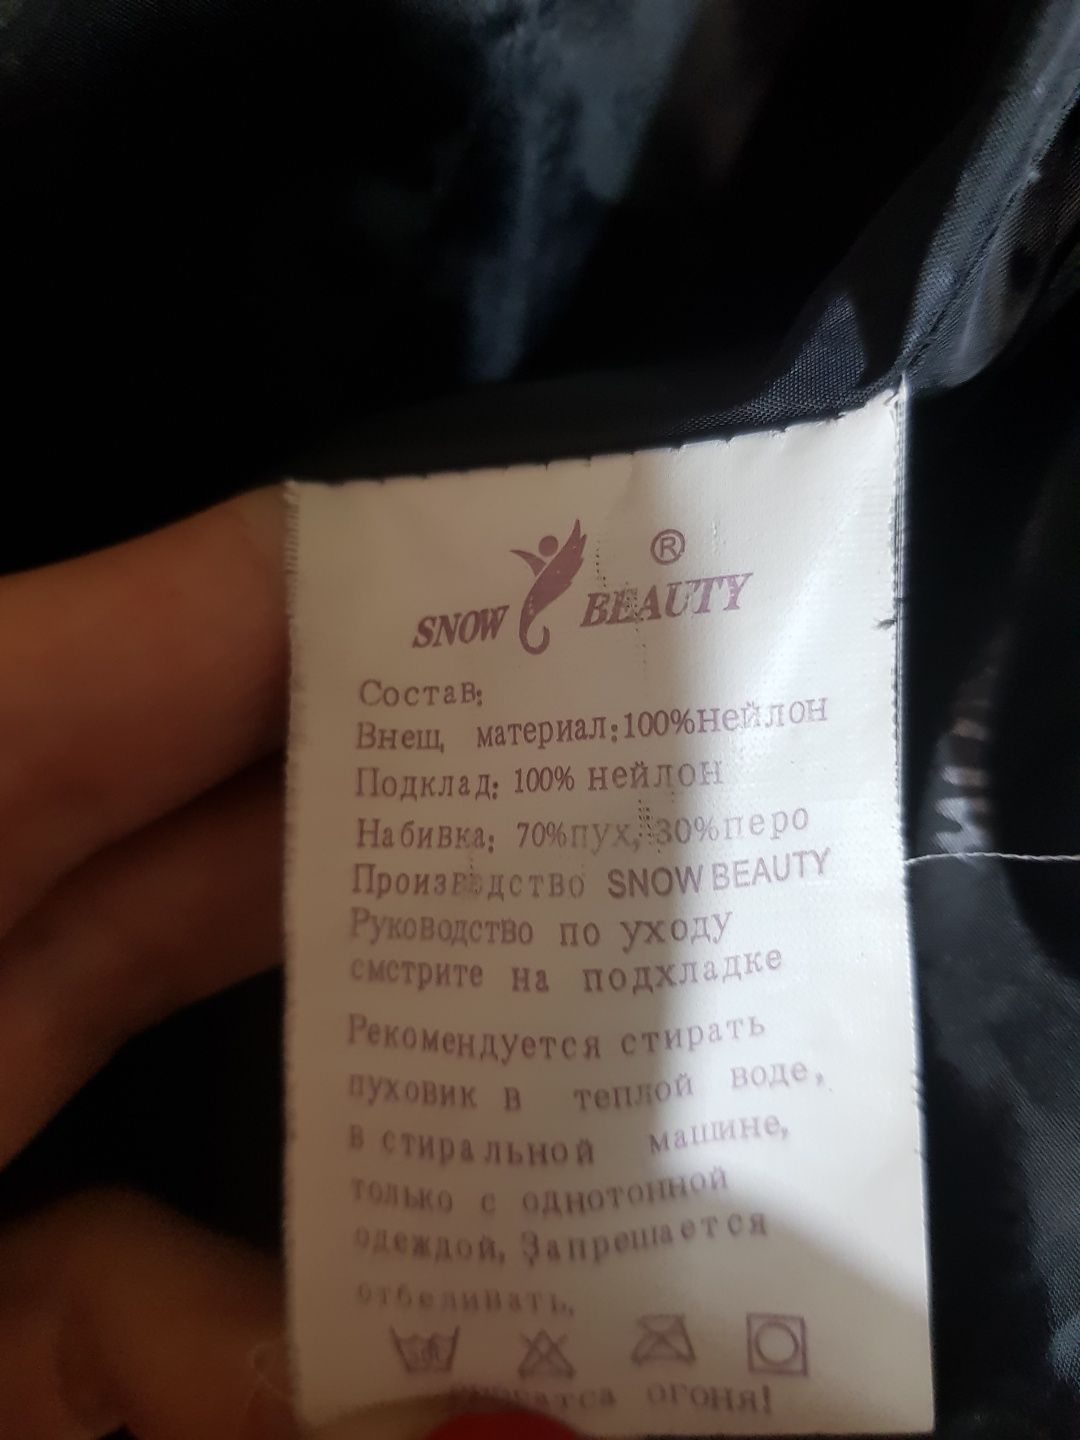 SNOW BEAUTY ®
Состав:
Внещ, материал:100%нейлон
Подклад: 100% нейлон
Набивка: 70%пух, 30%перо
Производство SNOW BEAUTY
Руководство по уходу
смстрите на подхладке
Рекомендуется стирать
пуховик в теплой воде,
в стиральной машине,
только с однотонной
одеждой, Запрешается
отбеливать.
огоня!